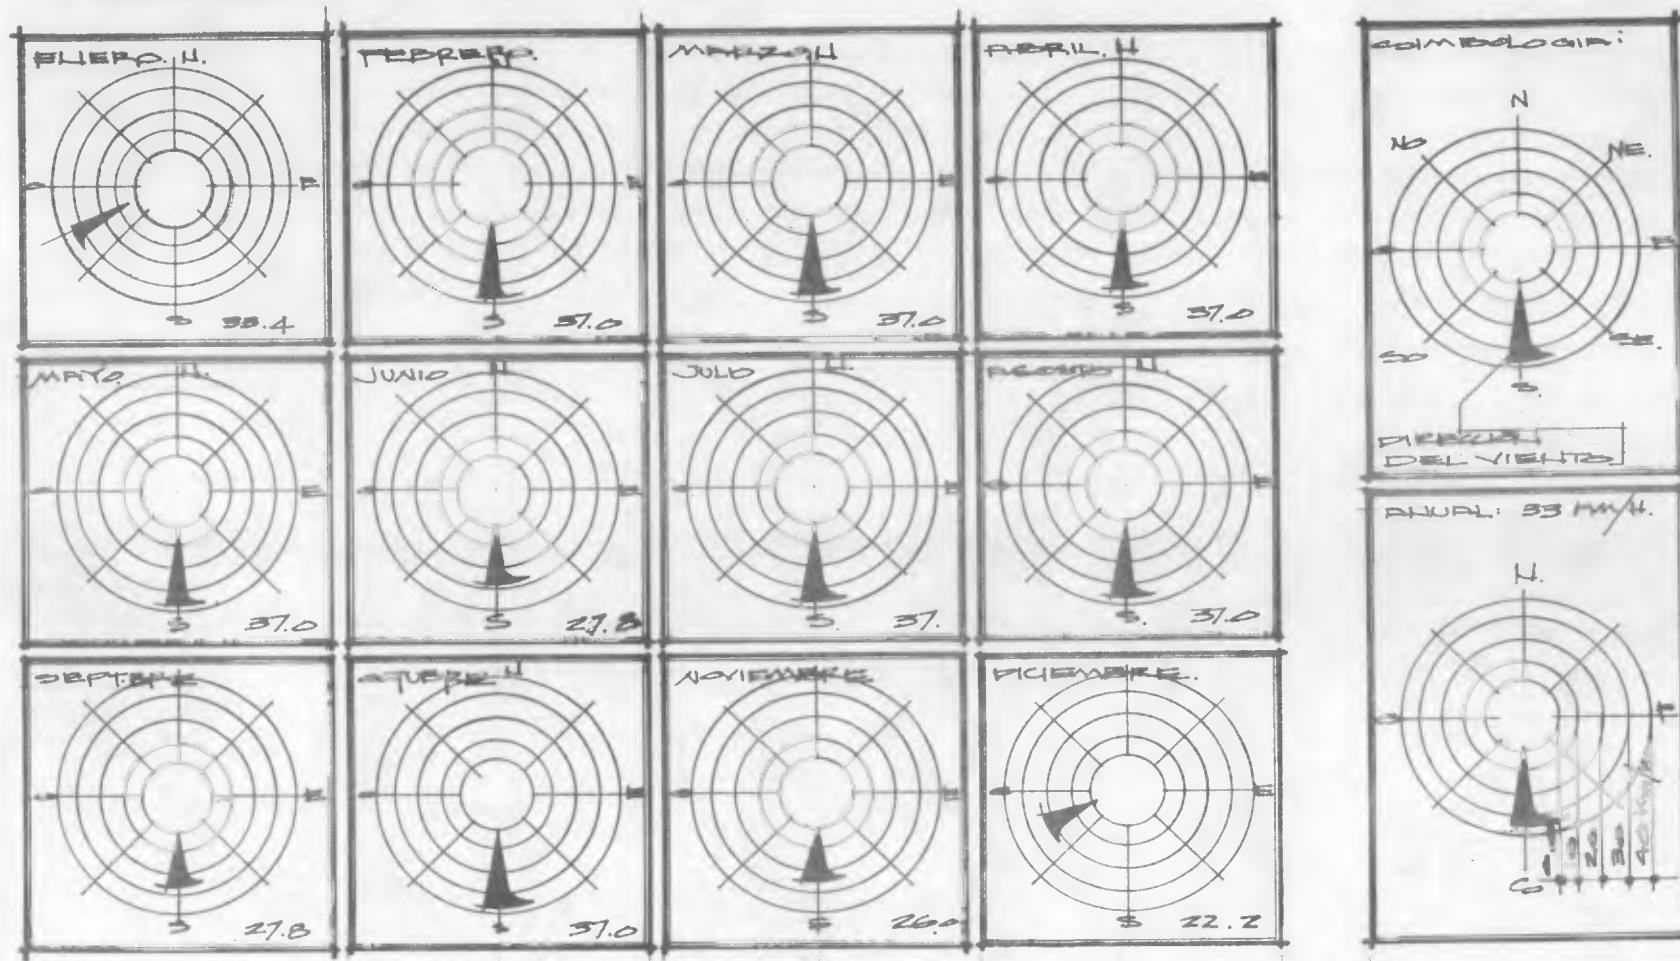 ENERO. N.
O
E
S
33.4
FEBRERO.
O
E
S
37.0
MARZO. N
O
E
S
37.0
ABRIL. N
O
E
S
37.0
MAYO. N.
O
E
S
37.0
JUNIO N
O
E
S
27.8
JULIO N.
O
E
S.
37.
AGOSTO N.
O
E
S.
37.0
SEPTBRE
O
E
S
27.8
OCTUBRE N
O
E
S
37.0
NOVIEMBRE
O
E
S
26.0
DICIEMBRE.
O
E
S
22.2
SIMBOLOGIA:
N
NO
NE.
O
E
SO
SE.
S.
DIRECCION
DEL VIENTO
ANUAL: 33 KM/H.
N.
O
E
S
10
20
30
40 Km/H